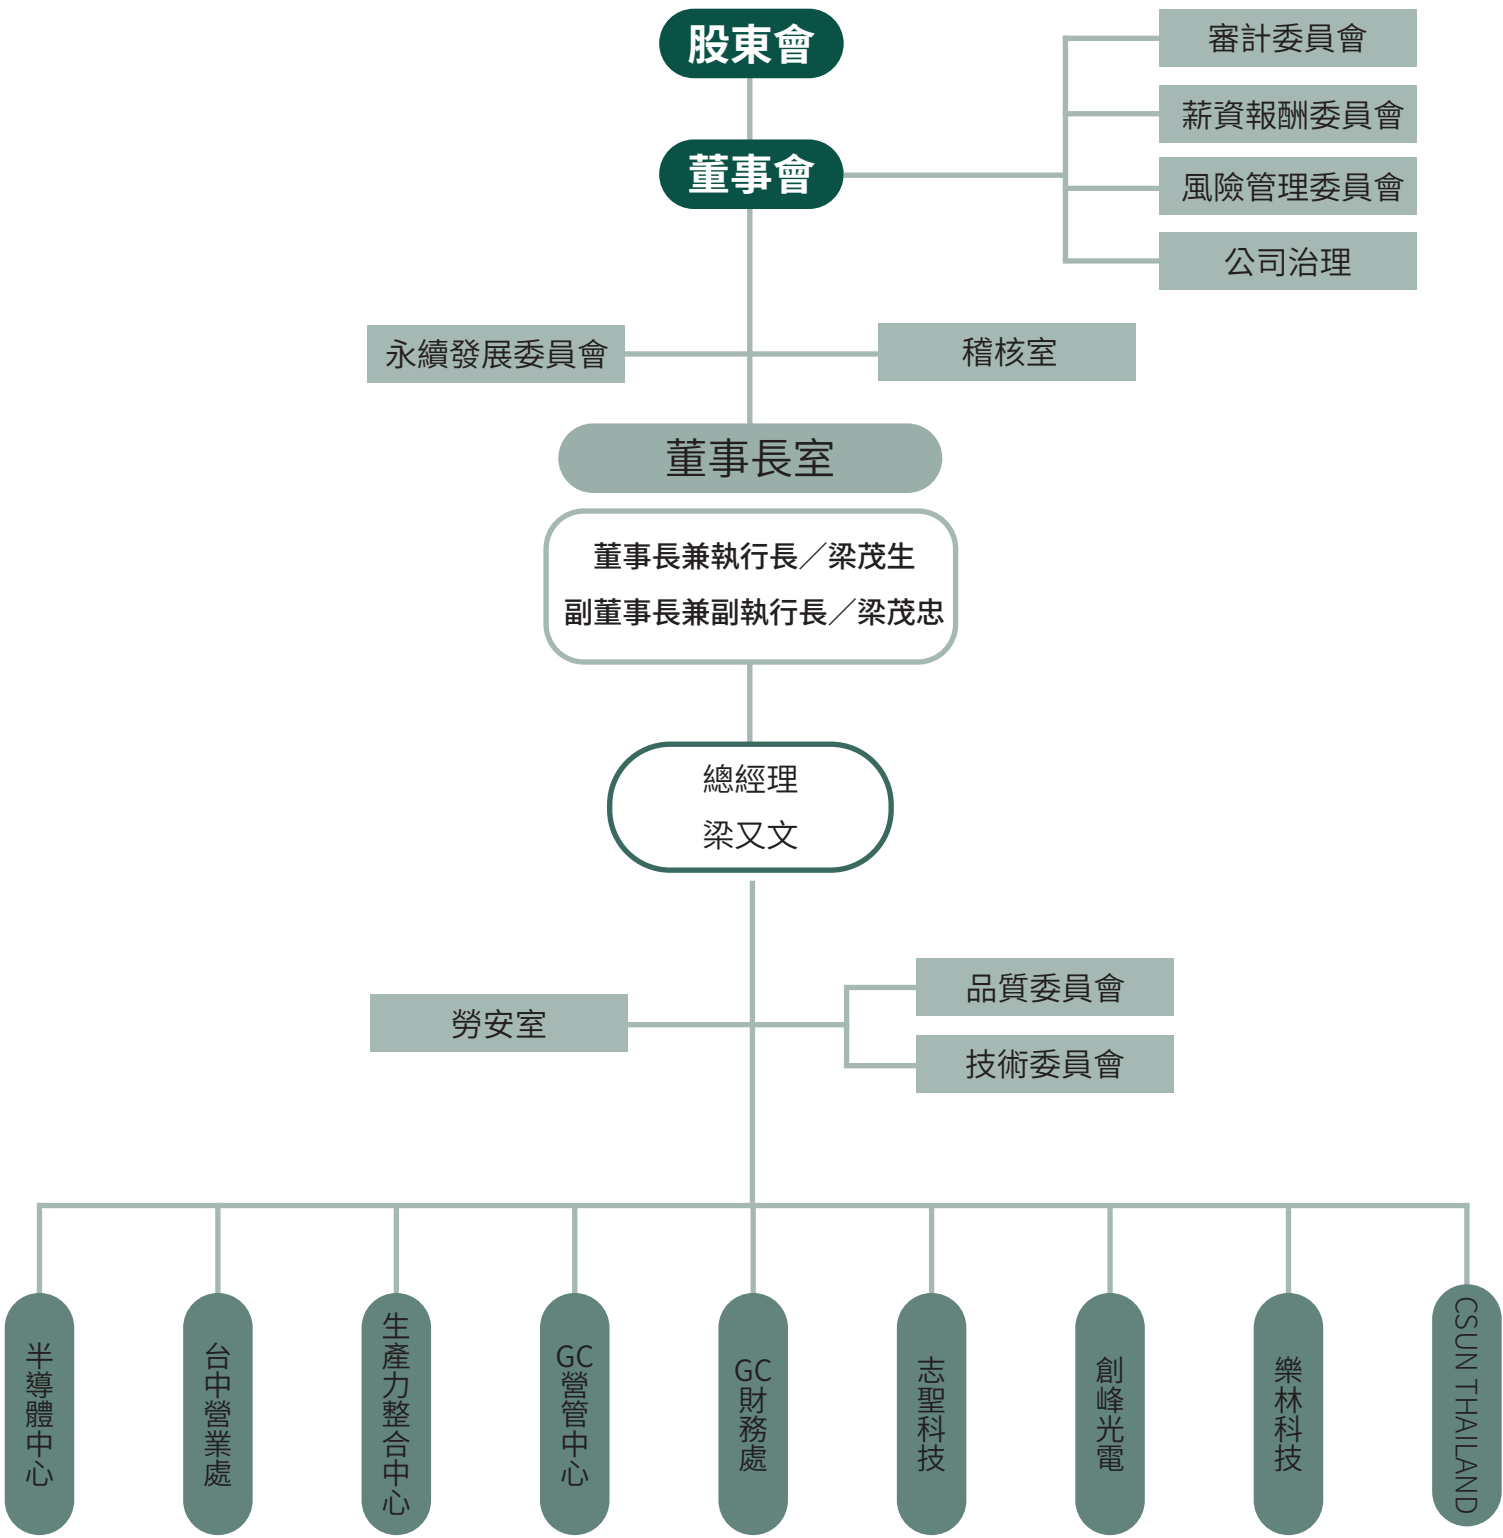 股東會
董事會
審計委員會
薪資報酬委員會
風險管理委員會
公司治理
永續發展委員會
稽核室
董事長室
董事長兼執行長／梁茂生
副董事長兼副執行長／梁茂忠
總經理
梁又文
勞安室
品質委員會
技術委員會
半導體中心
台中營業處
生產力整合中心
GC營管中心
GC財務處
志聖科技
創峰光電
樂林科技
CSUN THAILAND